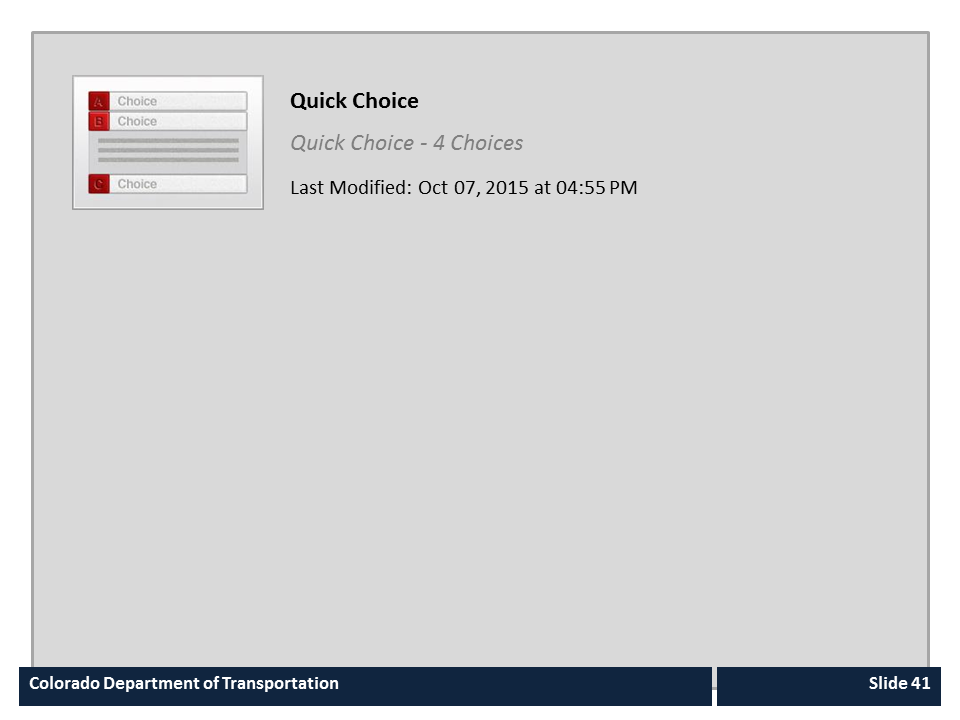 A Choice
B Choice
C Choice
Quick Choice
Quick Choice - 4 Choices
Last Modified: Oct 07, 2015 at 04:55 PM
Colorado Department of Transportation
Slide 41